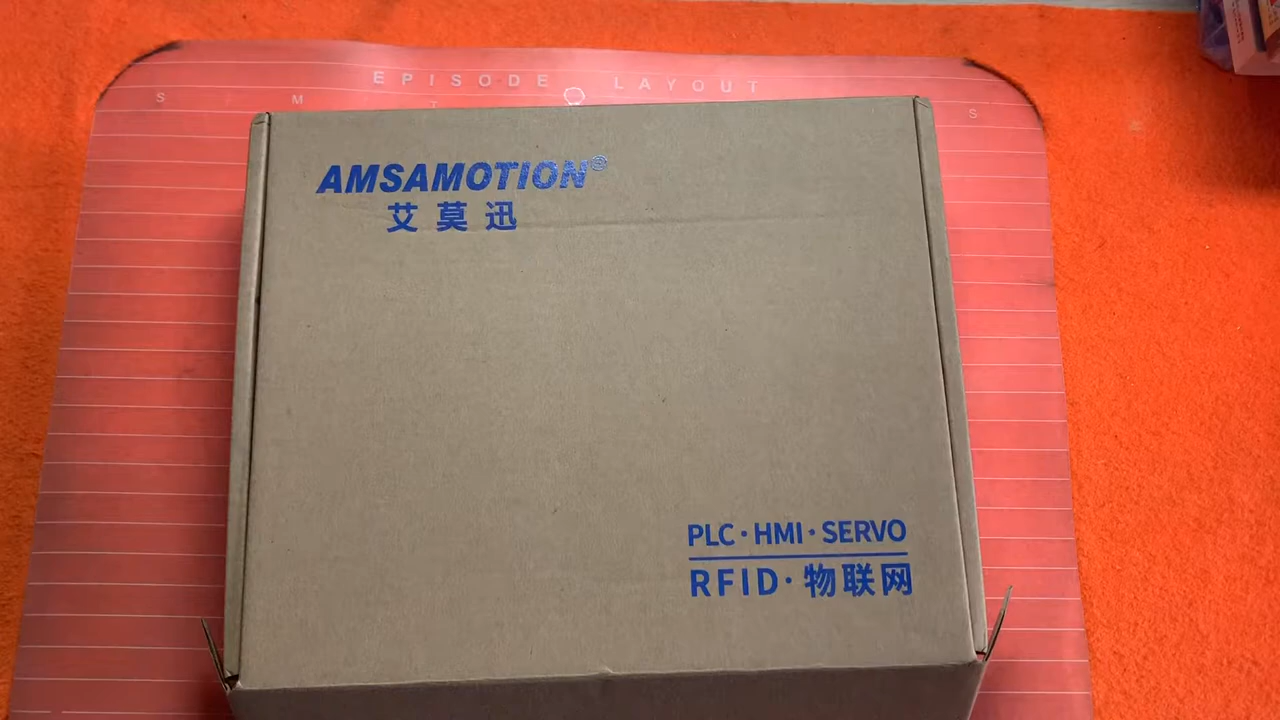 EPISODE LAYOUT
S M T S
AMSAMOTION®
艾莫迅
PLC·HMI·SERVO
RFID·物联网